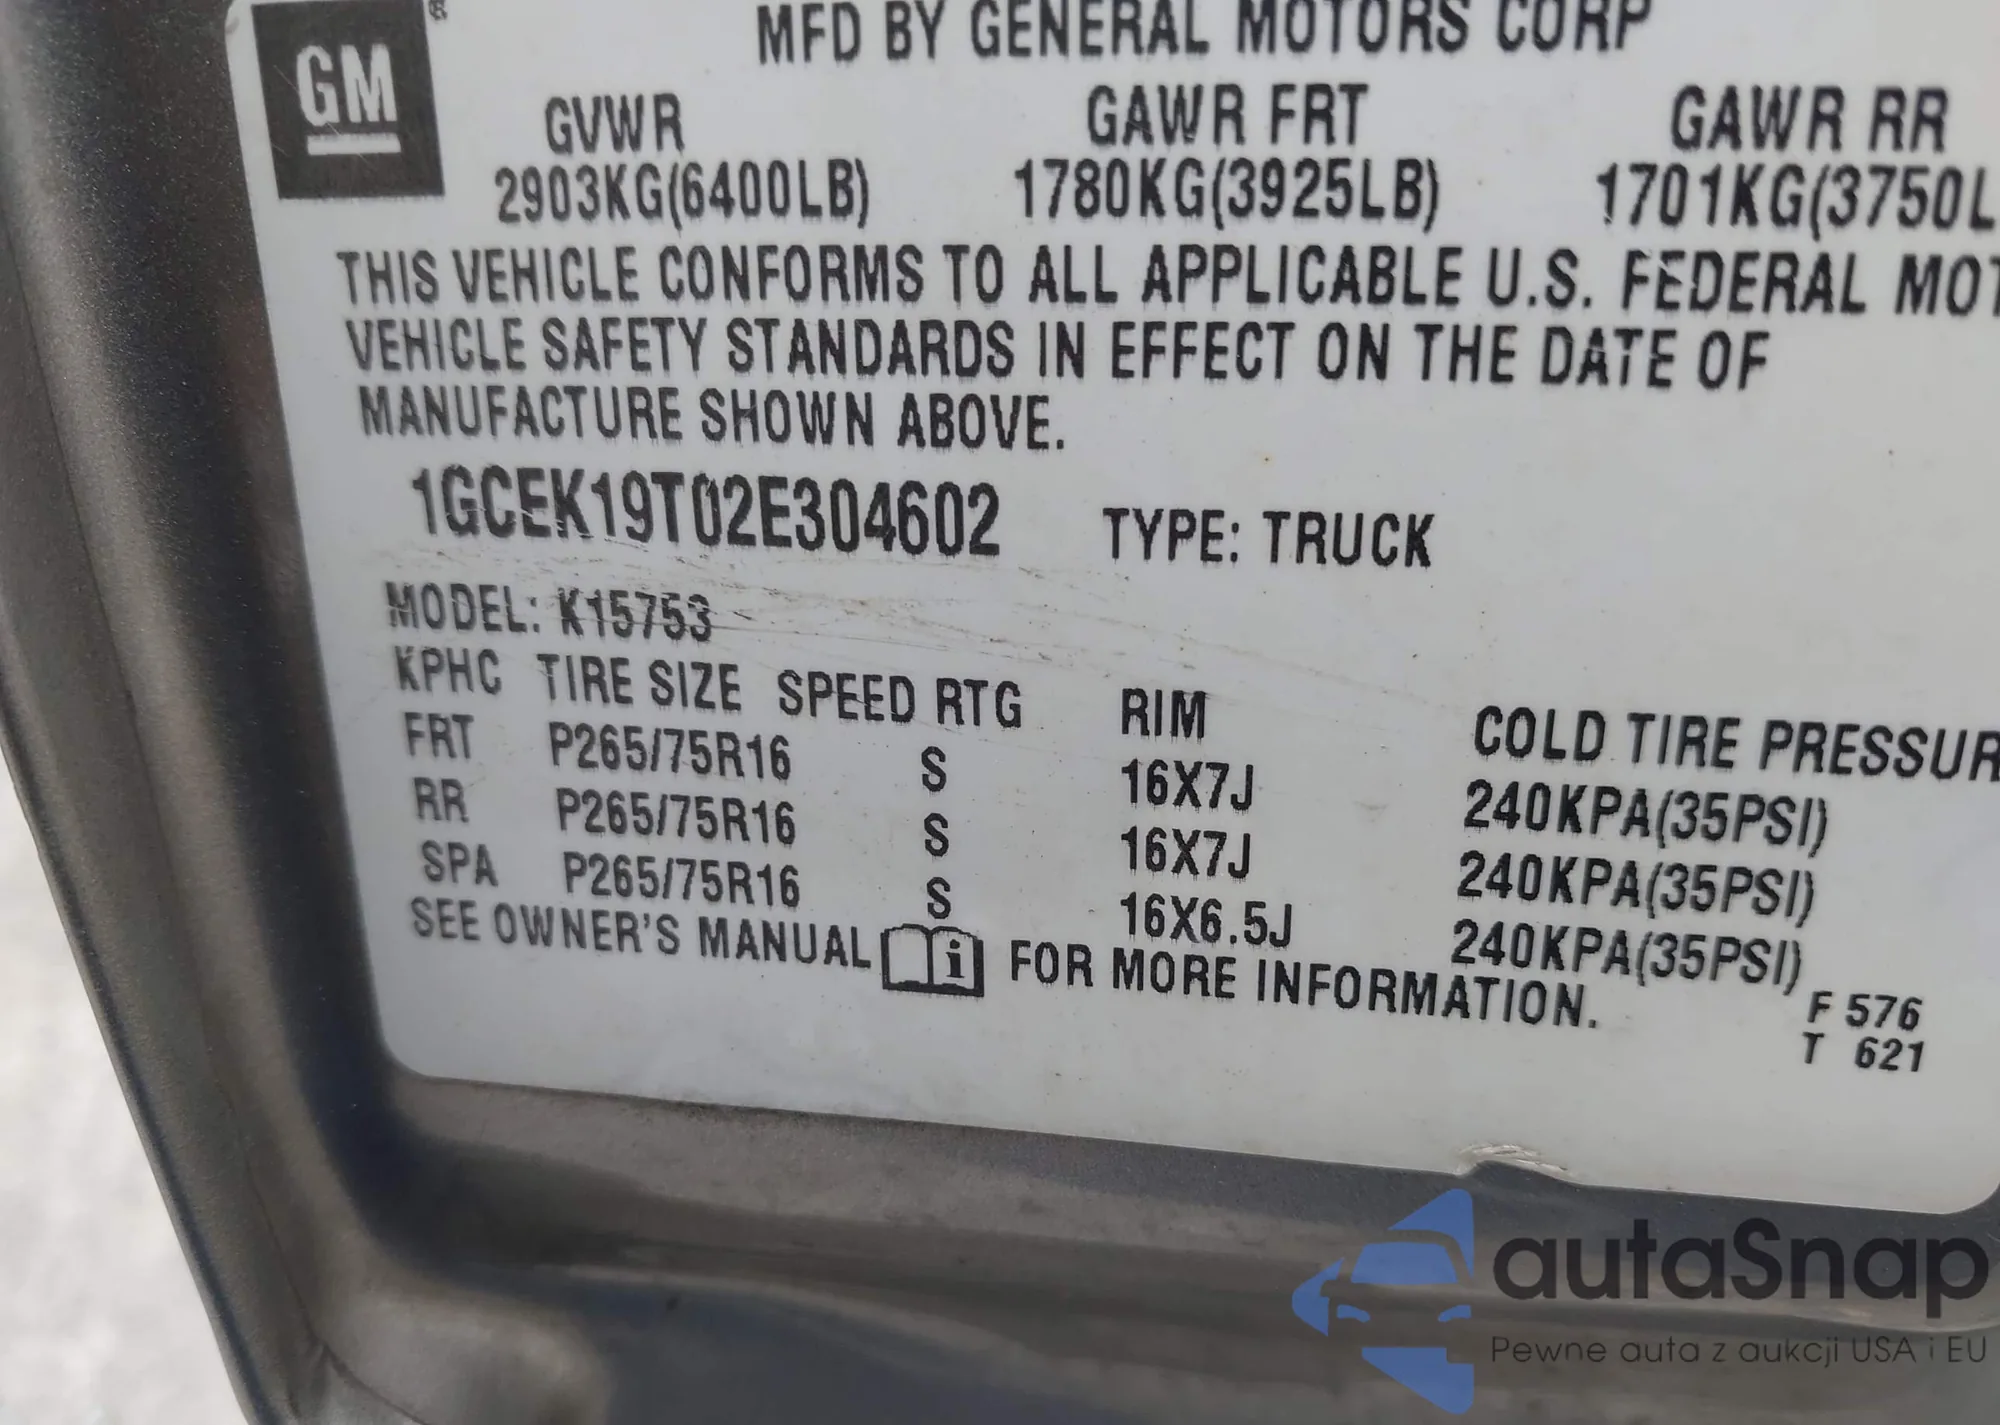 GM
®
MFD BY GENERAL MOTORS CORP
GVWR GAWR FRT GAWR RR
2903KG(6400LB) 1780KG(3925LB) 1701KG(3750L
THIS VEHICLE CONFORMS TO ALL APPLICABLE U.S. FEDERAL MOT
VEHICLE SAFETY STANDARDS IN EFFECT ON THE DATE OF
MANUFACTURE SHOWN ABOVE.
1GCEK19T02E304602 TYPE: TRUCK
MODEL: K15753
KPHC TIRE SIZE SPEED RTG RIM COLD TIRE PRESSUR
FRT P265/75R16 S 16X7J 240KPA(35PSI)
RR P265/75R16 S 16X7J 240KPA(35PSI)
SPA P265/75R16 S 16X6.5J 240KPA(35PSI)
SEE OWNER'S MANUAL i FOR MORE INFORMATION.
F 576
T 621
autaSnap
Pewne auta z aukcji USA i EU